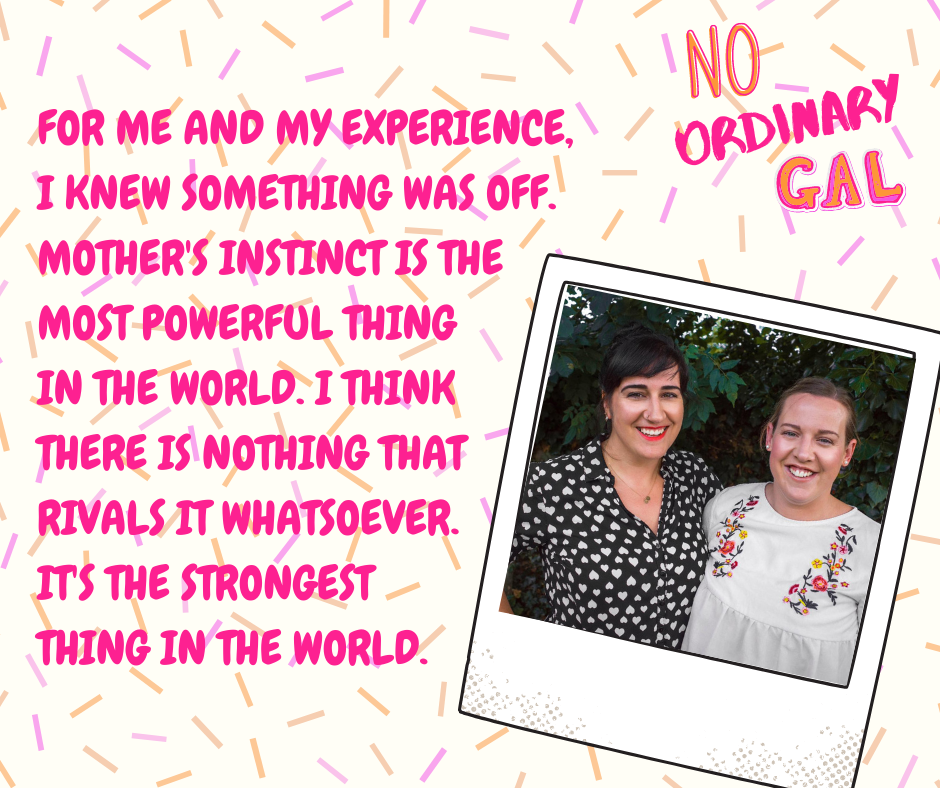 NO
ORDINARY
GAL
FOR ME AND MY EXPERIENCE,
I KNEW SOMETHING WAS OFF.
MOTHER'S INSTINCT IS THE
MOST POWERFUL THING
IN THE WORLD. I THINK
THERE IS NOTHING THAT
RIVALS IT WHATSOEVER.
IT'S THE STRONGEST
THING IN THE WORLD.